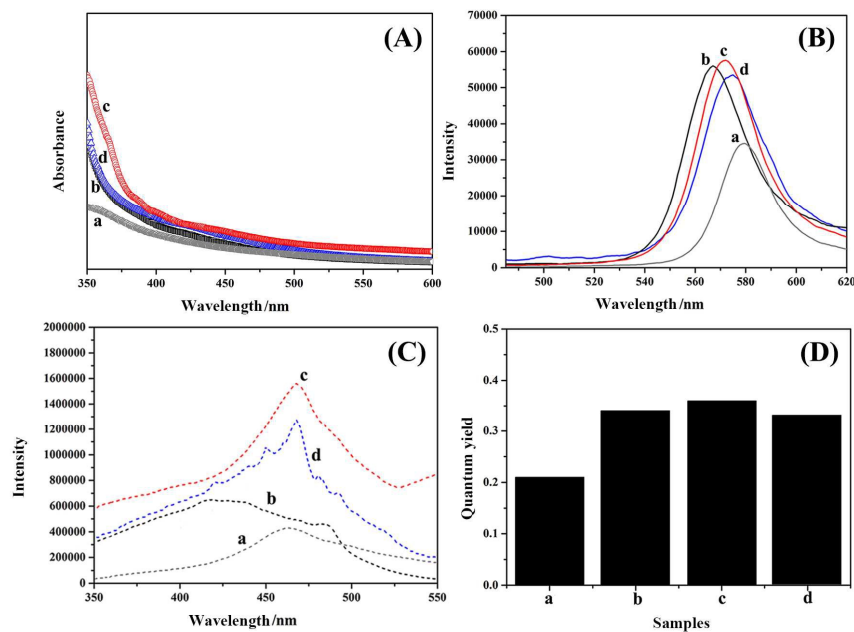 (A)
Absorbance
c
d
b
a
350 400 450 500 550 600
Wavelength/nm
(B)
Intensity
70000
60000
50000
40000
30000
20000
10000
0
b
c
d
a
500 520 540 560 580 600 620
Wavelength/nm
(C)
Intensity
2000000
1800000
1600000
1400000
1200000
1000000
800000
600000
400000
200000
0
c
d
b
a
350 400 450 500 550
Wavelength/nm
(D)
Quantum yield
0.5
0.4
0.3
0.2
0.1
0.0
a b c d
Samples